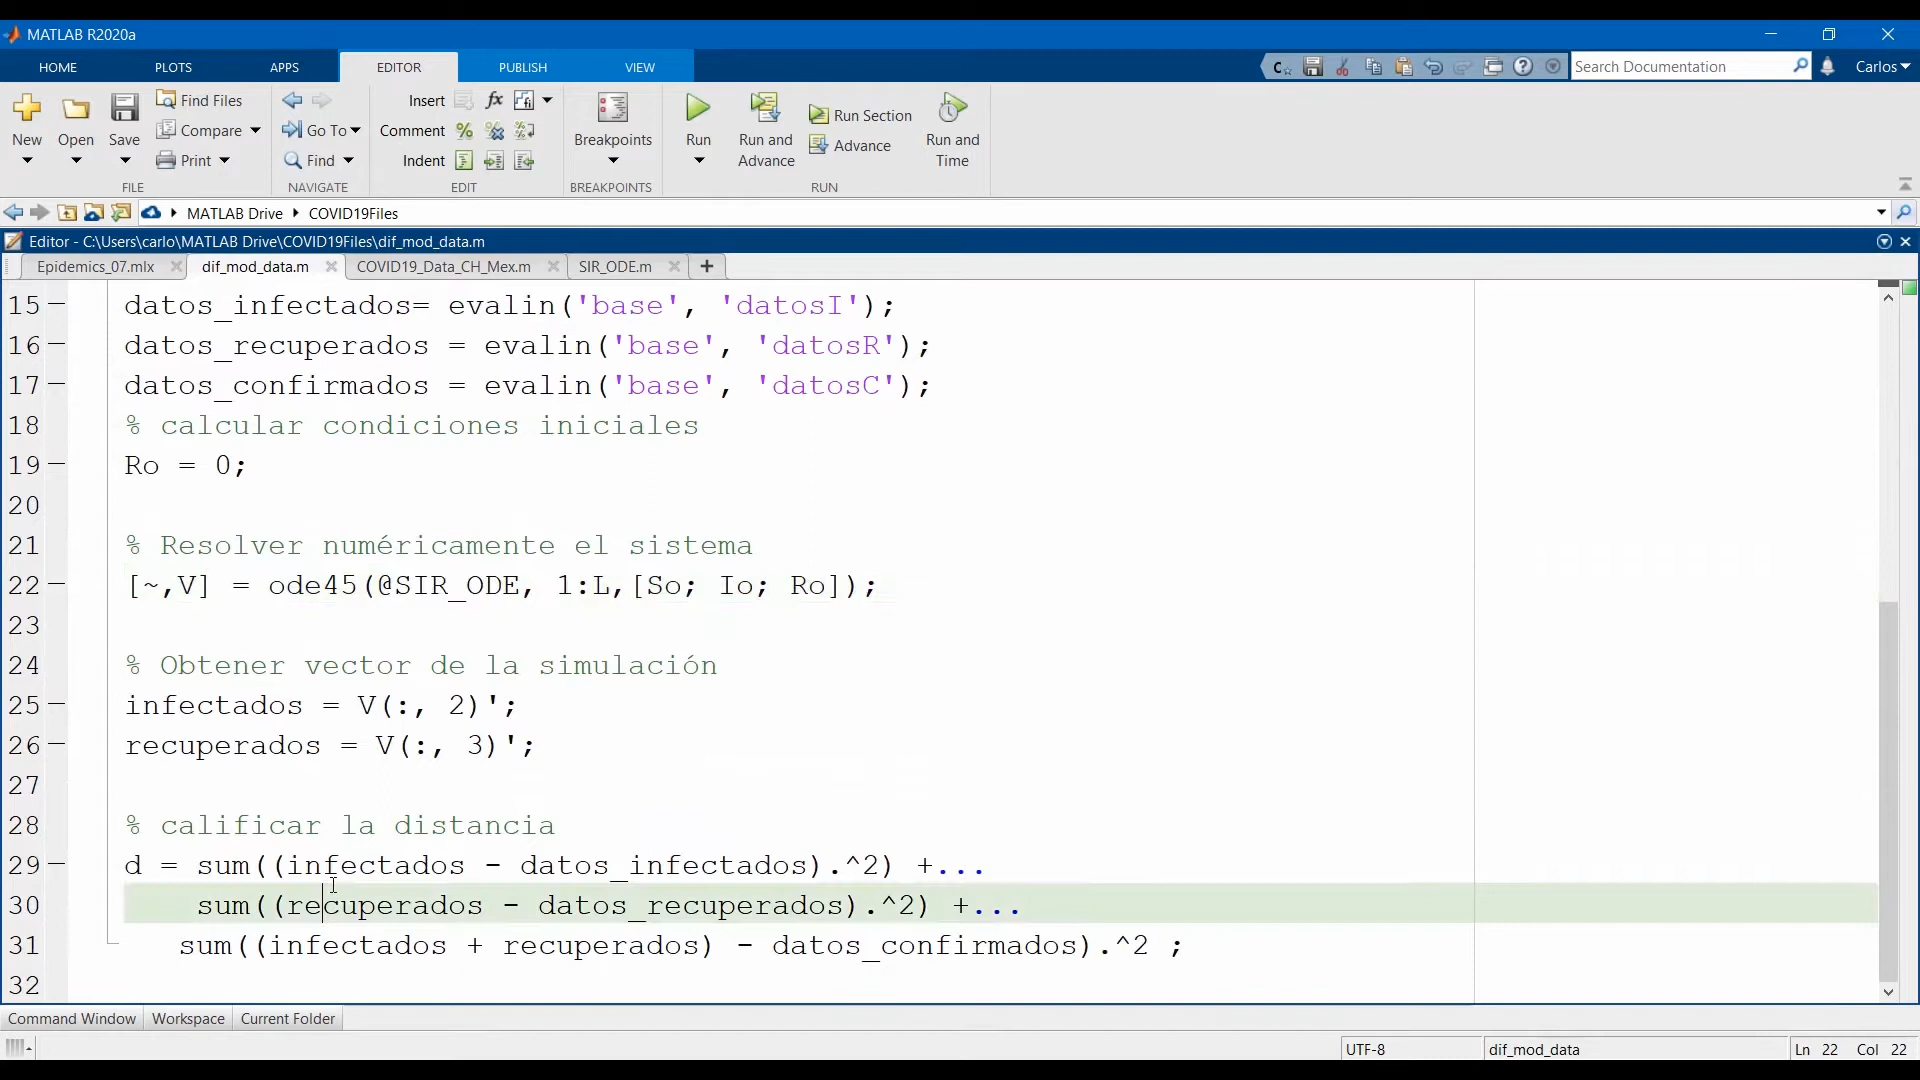 MATLAB R2020a
HOME PLOTS APPS EDITOR PUBLISH VIEW
Search Documentation
Carlos
New Open Save Find Files Compare Print
FILE
Go To Find
NAVIGATE
Insert fx
Comment
Indent
EDIT
Breakpoints
BREAKPOINTS
Run Run and Advance Run Section Advance Run and Time
RUN
MATLAB Drive COVID19Files
Editor - C:\Users\carlo\MATLAB Drive\COVID19Files\dif_mod_data.m
Epidemics_07.mlx dif_mod_data.m COVID19_Data_CH_Mex.m SIR_ODE.m
15 datos_infectados= evalin('base', 'datosI');
16 datos_recuperados = evalin('base', 'datosR');
17 datos_confirmados = evalin('base', 'datosC');
18 % calcular condiciones iniciales
19 Ro = 0;
20
21 % Resolver numéricamente el sistema
22 [~,V] = ode45(@SIR_ODE, 1:L,[So; Io; Ro]);
23
24 % Obtener vector de la simulación
25 infectados = V(:, 2)';
26 recuperados = V(:, 3)';
27
28 % calificar la distancia
29 d = sum((infectados - datos_infectados).^2) +...
30 sum((recuperados - datos_recuperados).^2) +...
31 sum((infectados + recuperados) - datos_confirmados).^2 ;
32
Command Window Workspace Current Folder
UTF-8 dif_mod_data Ln 22 Col 22